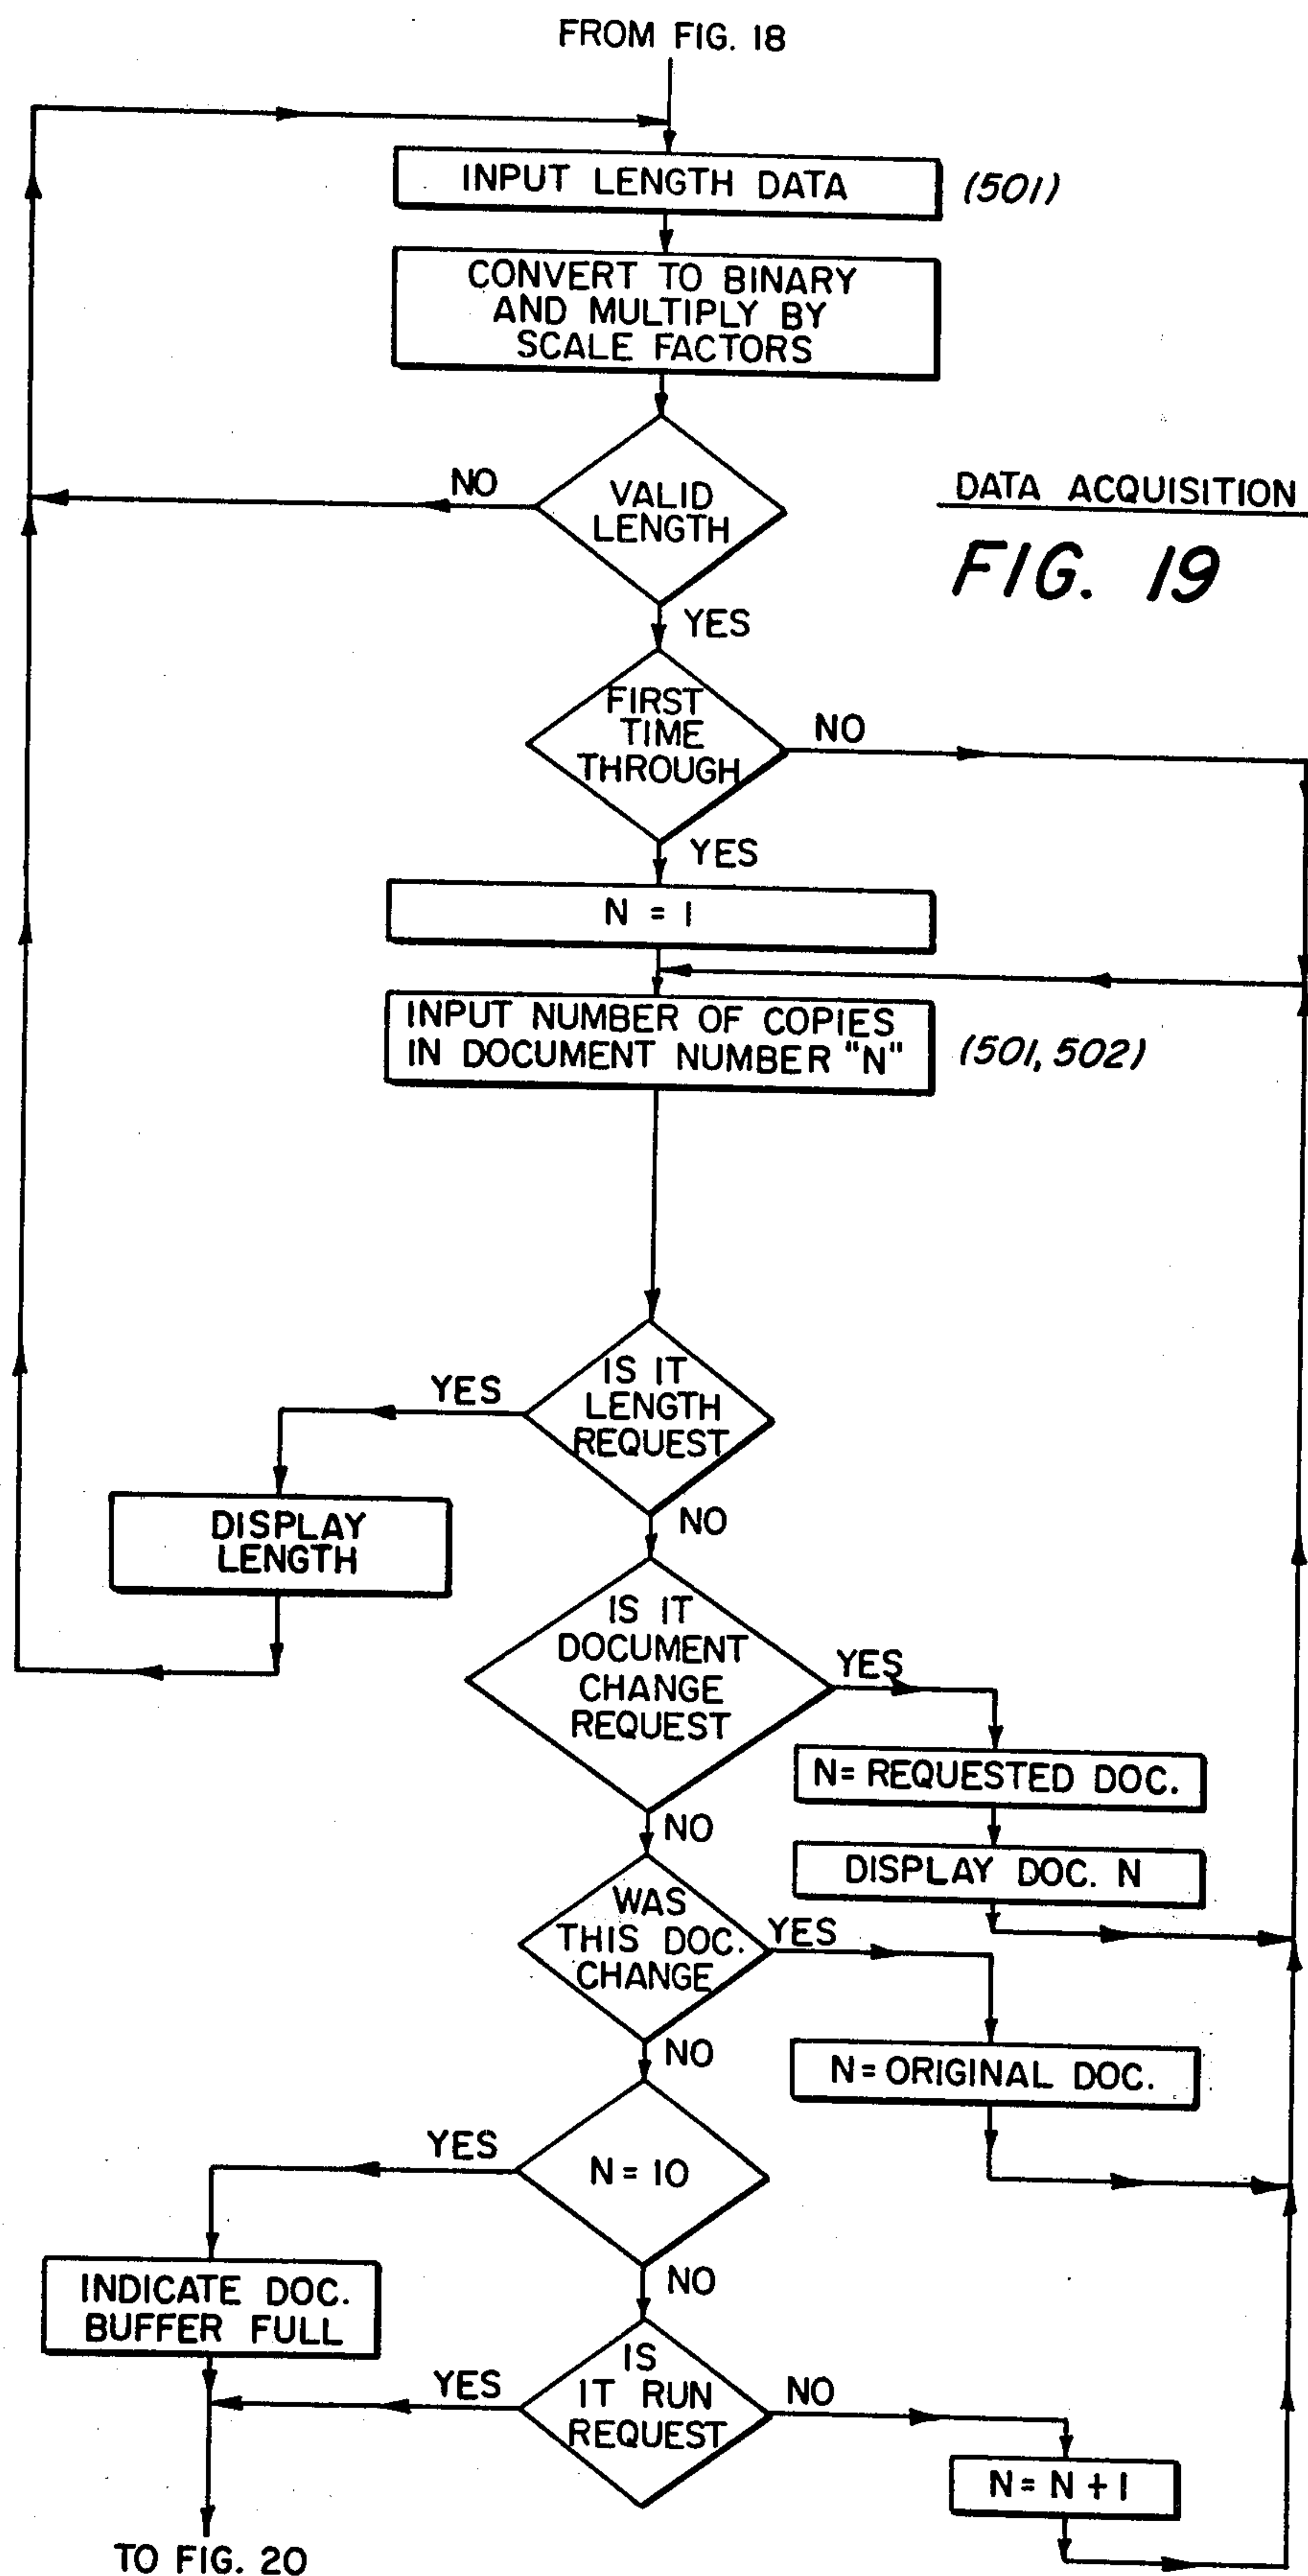 FROM FIG. 18
INPUT LENGTH DATA
(501)
CONVERT TO BINARY
AND MULTIPLY BY
SCALE FACTORS
NO
VALID
LENGTH
DATA ACQUISITION
FIG. 19
YES
FIRST
TIME
THROUGH
NO
YES
N = 1
INPUT NUMBER OF COPIES
IN DOCUMENT NUMBER "N"
(501, 502)
YES
IS IT
LENGTH
REQUEST
DISPLAY
LENGTH
NO
IS IT
DOCUMENT
CHANGE
REQUEST
YES
N= REQUESTED DOC.
NO
DISPLAY DOC. N
WAS
THIS DOC.
CHANGE
YES
NO
N= ORIGINAL DOC.
YES
N = 10
INDICATE DOC.
BUFFER FULL
NO
YES
IS
IT RUN
REQUEST
NO
N= N + 1
TO FIG. 20